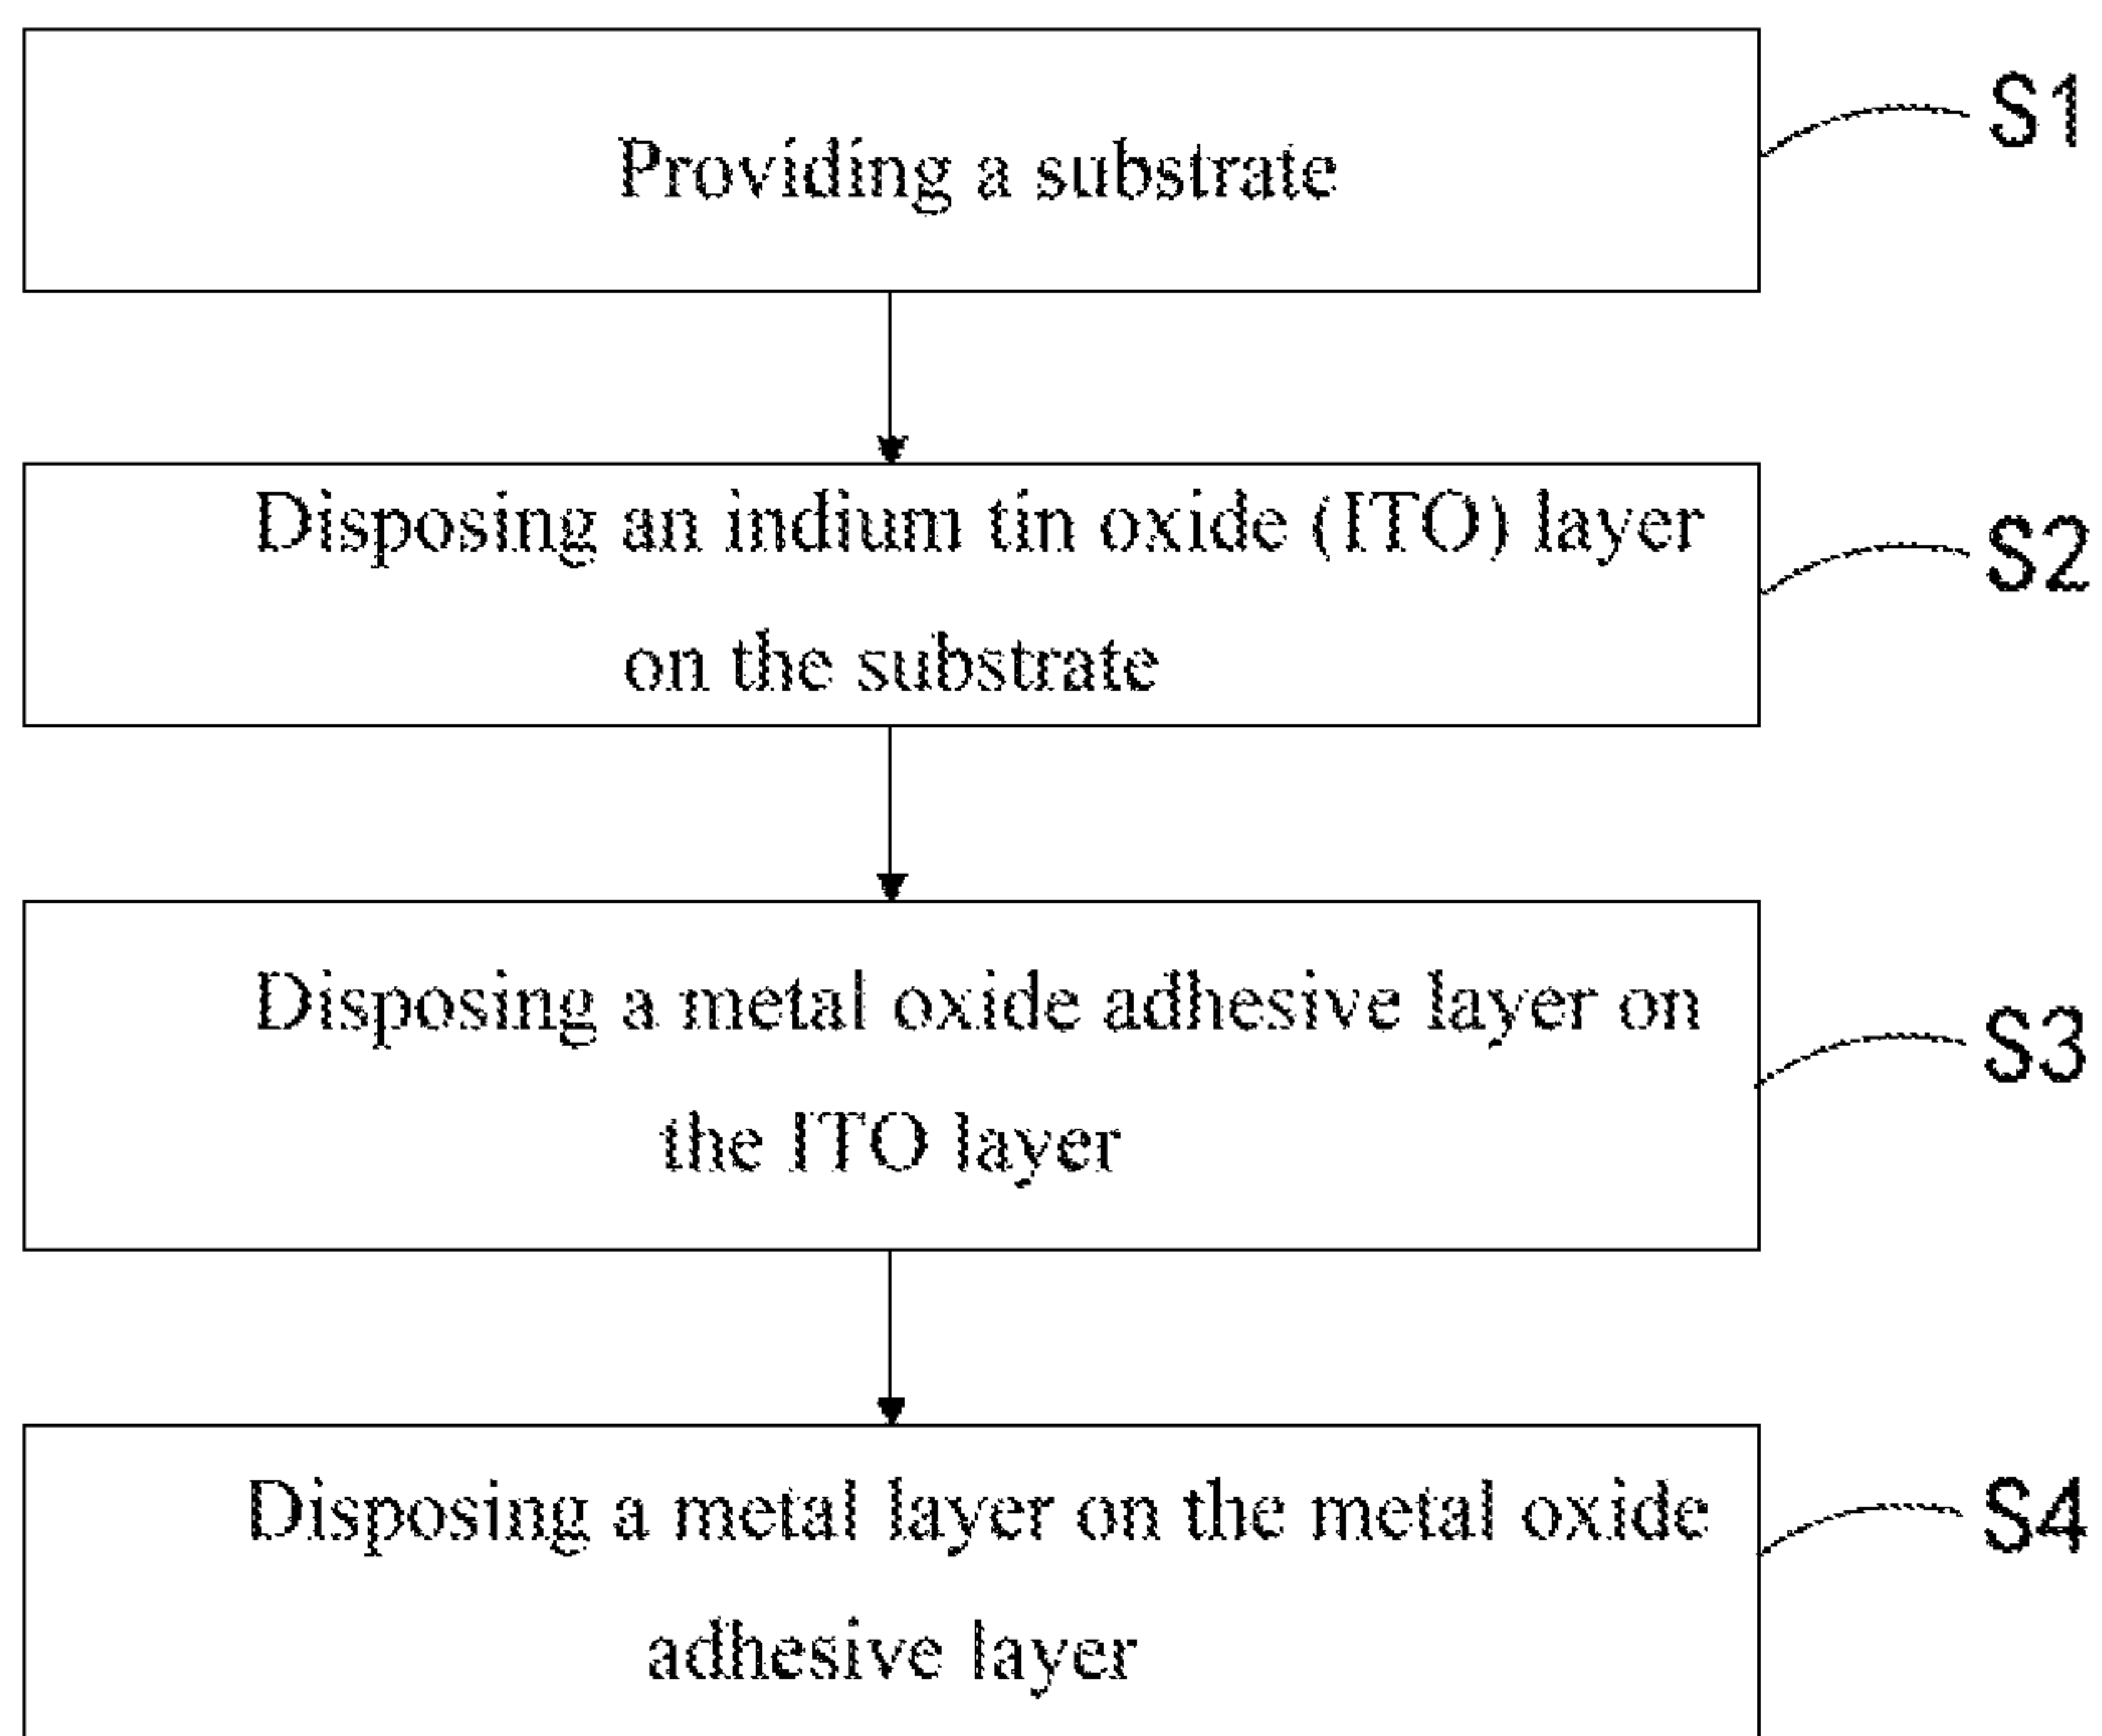 Providing a substrate
S1
Disposing an indium tin oxide (ITO) layer
on the substrate
S2
Disposing a metal oxide adhesive layer on
the ITO layer
S3
Disposing a metal layer on the metal oxide
adhesive layer
S4